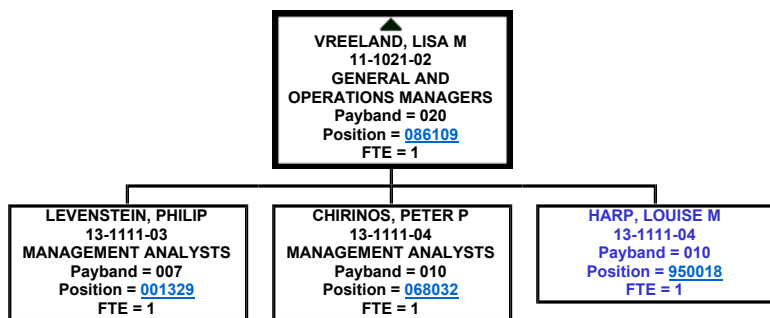 VREELAND, LISA M
11-1021-02
GENERAL AND
OPERATIONS MANAGERS
Payband = 020
Position = 086109
FTE = 1
LEVENSTEIN, PHILIP
13-1111-03
MANAGEMENT ANALYSTS
Payband = 007
Position = 001329
FTE = 1
CHIRINOS, PETER P
13-1111-04
MANAGEMENT ANALYSTS
Payband = 010
Position = 068032
FTE = 1
HARP, LOUISE M
13-1111-04
Payband = 010
Position = 950018
FTE = 1